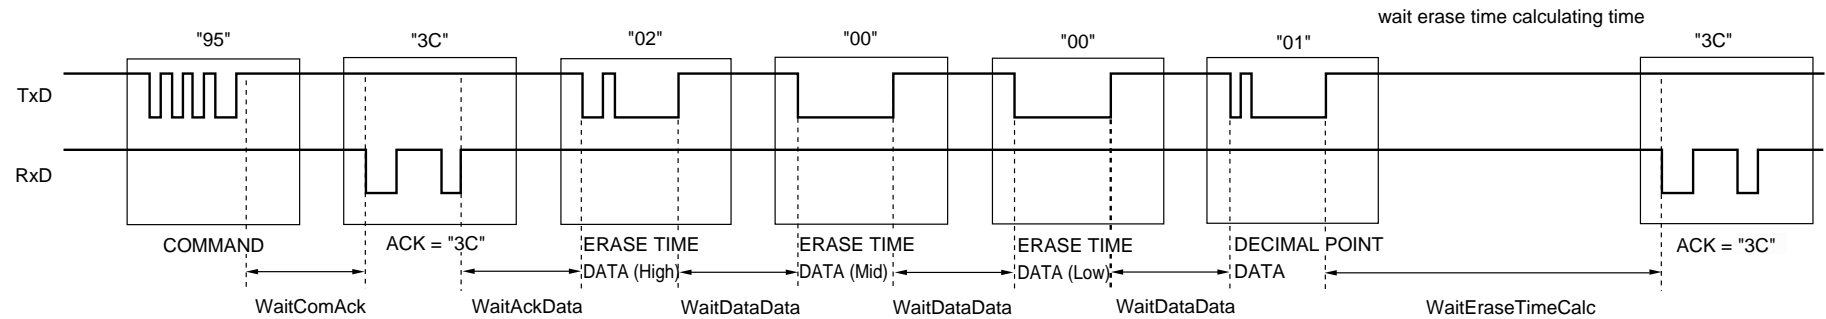 wait erase time calculating time
"95" "3C" "02" "00" "00" "01" "3C"
TxD
RxD
COMMAND ACK = "3C" ERASE TIME ERASE TIME ERASE TIME DECIMAL POINT ACK = "3C"
DATA (High) DATA (Mid) DATA (Low) DATA
WaitComAck WaitAckData WaitDataData WaitDataData WaitDataData WaitEraseTimeCalc